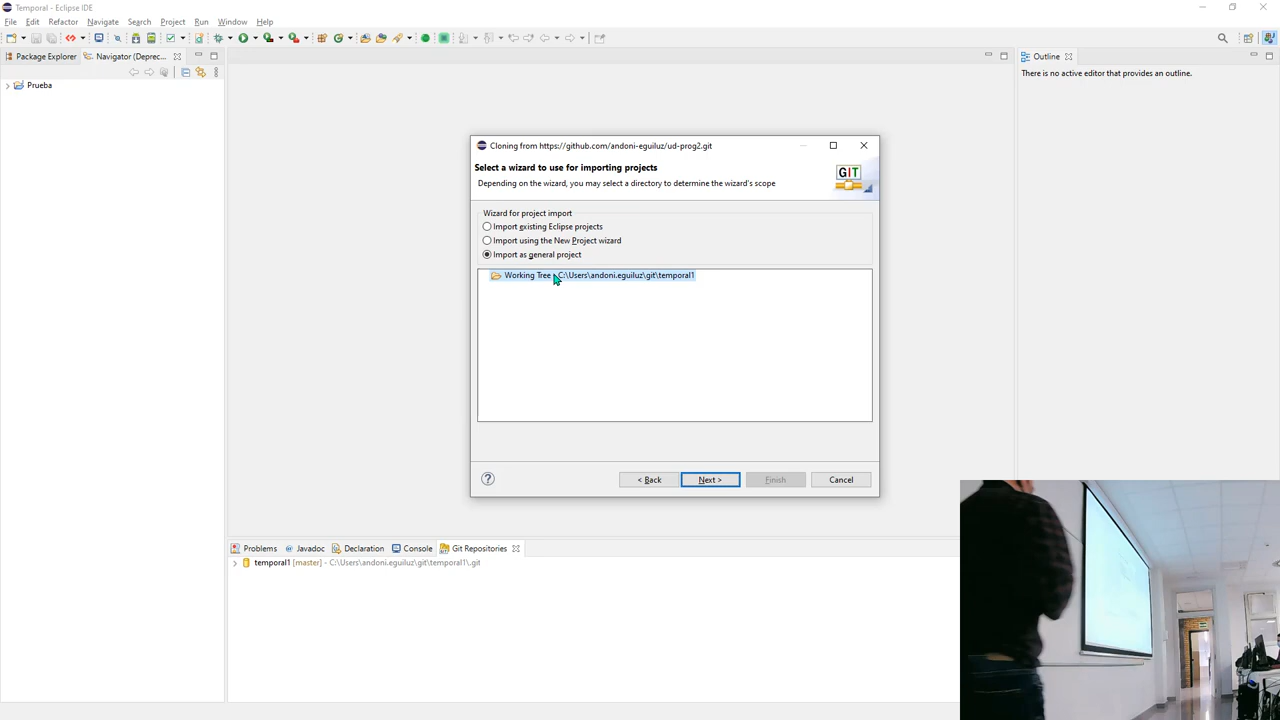 Temporal - Eclipse IDE
File Edit Refactor Navigate Search Project Run Window Help
Package Explorer Navigator (Deprec...
Outline
Prueba
There is no active editor that provides an outline.
Cloning from https://github.com/andoni-eguiluz/ud-prog2.git
Select a wizard to use for importing projects
Depending on the wizard, you may select a directory to determine the wizard's scope
GIT
Wizard for project import
Import existing Eclipse projects
Import using the New Project wizard
Import as general project
Working Tree - C:\Users\andoni.eguiluz\git\temporal1
?
< Back Next > Finish Cancel
Problems Javadoc Declaration Console Git Repositories
temporal1 [master] - C:\Users\andoni.eguiluz\git\temporal1\.git